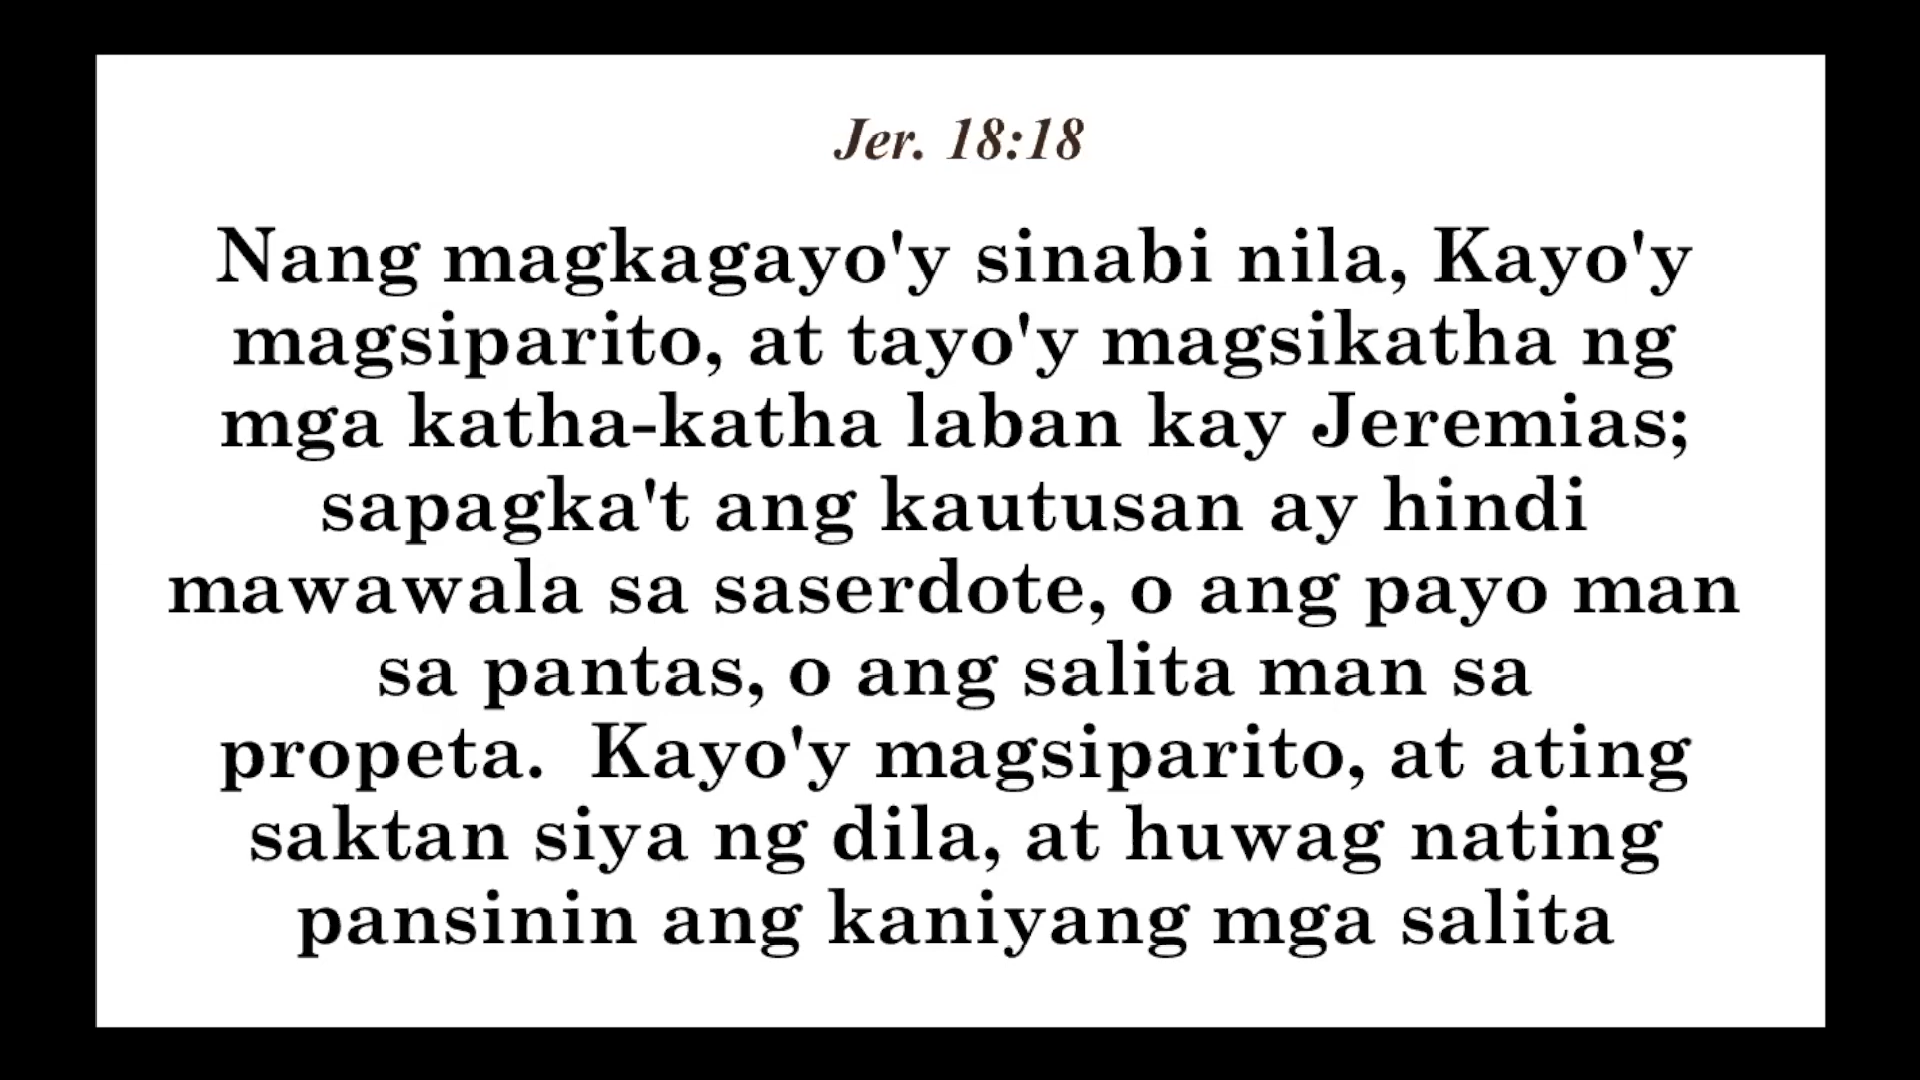 Jer. 18:18
Nang magkagayo'y sinabi nila, Kayo'y
magsiparito, at tayo'y magsikatha ng
mga katha-katha laban kay Jeremias;
sapagka't ang kautusan ay hindi
mawawala sa saserdote, o ang payo man
sa pantas, o ang salita man sa
propeta.  Kayo'y magsiparito, at ating
saktan siya ng dila, at huwag nating
pansinin ang kaniyang mga salita